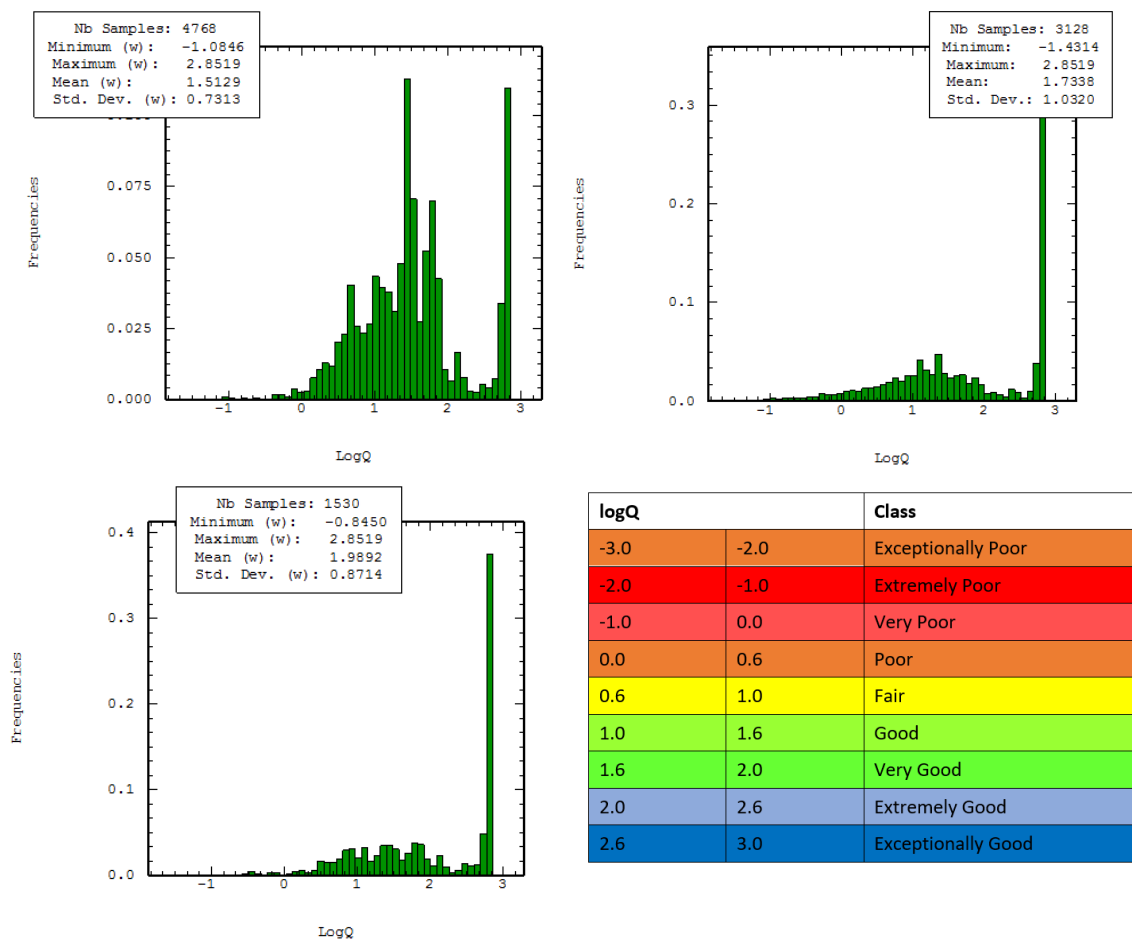 Nb Samples: 4768
Minimum (w): -1.0846
Maximum (w): 2.8519
Mean (w): 1.5129
Std. Dev. (w): 0.7313
0.075
0.050
0.025
0.000
-1 0 1 2 3
Frequencies
LogQ
Nb Samples: 3128
Minimum: -1.4314
Maximum: 2.8519
Mean: 1.7338
Std. Dev.: 1.0320
0.3
0.2
0.1
0.0
-1 0 1 2 3
Frequencies
LogQ
Nb Samples: 1530
Minimum (w): -0.8450
Maximum (w): 2.8519
Mean (w): 1.9892
Std. Dev. (w): 0.8714
0.4
0.3
0.2
0.1
0.0
-1 0 1 2 3
Frequencies
LogQ
logQ Class
-3.0 -2.0 Exceptionally Poor
-2.0 -1.0 Extremely Poor
-1.0 0.0 Very Poor
0.0 0.6 Poor
0.6 1.0 Fair
1.0 1.6 Good
1.6 2.0 Very Good
2.0 2.6 Extremely Good
2.6 3.0 Exceptionally Good